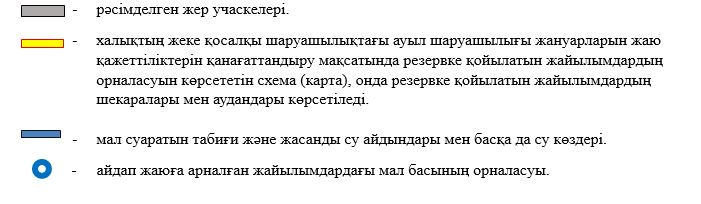 - рәсімделген жер учаскелері.
- халықтың жеке қосалқы шаруашылықтағы ауыл шаруашылығы жануарларын жаю
қажеттіліктерін қанағаттандыру мақсатында резервке қойылатын жайылымдардың
орналасуын көрсететін схема (карта), онда резервке қойылатын жайылымдардың
шекаралары мен аудандары көрсетіледі.
- мал суаратын табиғи және жасанды су айдындары мен басқа да су көздері.
- айдап жаюға арналған жайылымдардағы мал басының орналасуы.